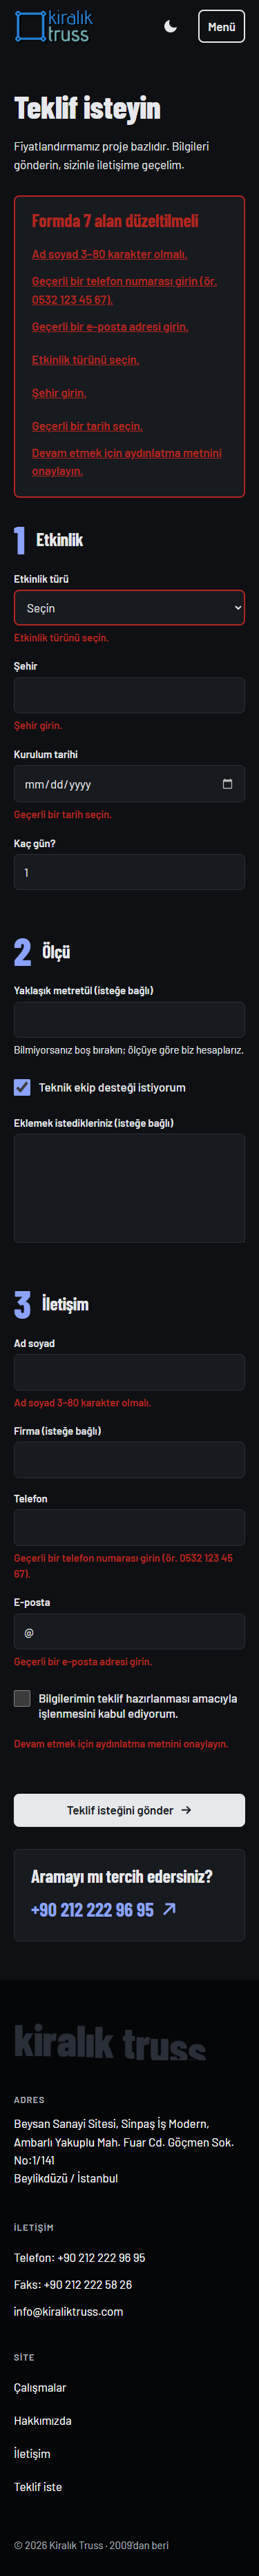 kiralık
truss
Menü
Teklif isteyin
Fiyatlandırmamız proje bazlıdır. Bilgileri
gönderin, sizinle iletişime geçelim.
Formda 7 alan düzeltilmeli
Ad soyad 3–80 karakter olmalı.
Geçerli bir telefon numarası girin (ör.
0532 123 45 67).
Geçerli bir e-posta adresi girin.
Etkinlik türünü seçin.
Şehir girin.
Geçerli bir tarih seçin.
Devam etmek için aydınlatma metnini
onaylayın.
1 Etkinlik
Etkinlik türü
Seçin
Etkinlik türünü seçin.
Şehir
Şehir girin.
Kurulum tarihi
mm/dd/yyyy
Geçerli bir tarih seçin.
Kaç gün?
1
2 Ölçü
Yaklaşık metretül (isteğe bağlı)
Bilmiyorsanız boş bırakın; ölçüye göre biz hesaplarız.
Teknik ekip desteği istiyorum
Eklemek istedikleriniz (isteğe bağlı)
3 İletişim
Ad soyad
Ad soyad 3–80 karakter olmalı.
Firma (isteğe bağlı)
Telefon
Geçerli bir telefon numarası girin (ör. 0532 123 45
67).
E-posta
@
Geçerli bir e-posta adresi girin.
Bilgilerimin teklif hazırlanması amacıyla
işlenmesini kabul ediyorum.
Devam etmek için aydınlatma metnini onaylayın.
Teklif isteğini gönder →
Aramayı mı tercih edersiniz?
+90 212 222 96 95 ↗
kiralık truss
ADRES
Beysan Sanayi Sitesi, Sinpaş İş Modern,
Ambarlı Yakuplu Mah. Fuar Cd. Göçmen Sok.
No:1/141
Beylikdüzü / İstanbul
İLETİŞİM
Telefon: +90 212 222 96 95
Faks: +90 212 222 58 26
info@kiraliktruss.com
SİTE
Çalışmalar
Hakkımızda
İletişim
Teklif iste
© 2026 Kiralık Truss · 2009'dan beri